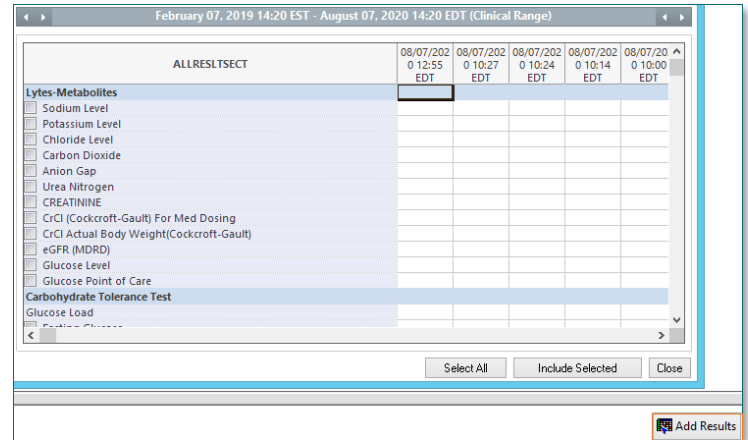 February 07, 2019 14:20 EST - August 07, 2020 14:20 EDT (Clinical Range)
ALLRESLTSECT
08/07/202 08/07/202 08/07/202 08/07/202 08/07/20
0 12:55 0 10:27 0 10:24 0 10:14 0 10:00
EDT EDT EDT EDT EDT
Lytes-Metabolites
Sodium Level
Potassium Level
Chloride Level
Carbon Dioxide
Anion Gap
Urea Nitrogen
CREATININE
CrCl (Cockcroft-Gault) For Med Dosing
CrCl Actual Body Weight(Cockcroft-Gault)
eGFR (MDRD)
Glucose Level
Glucose Point of Care
Carbohydrate Tolerance Test
Glucose Load
Fasting Glucose
Select All Include Selected Close
Add Results